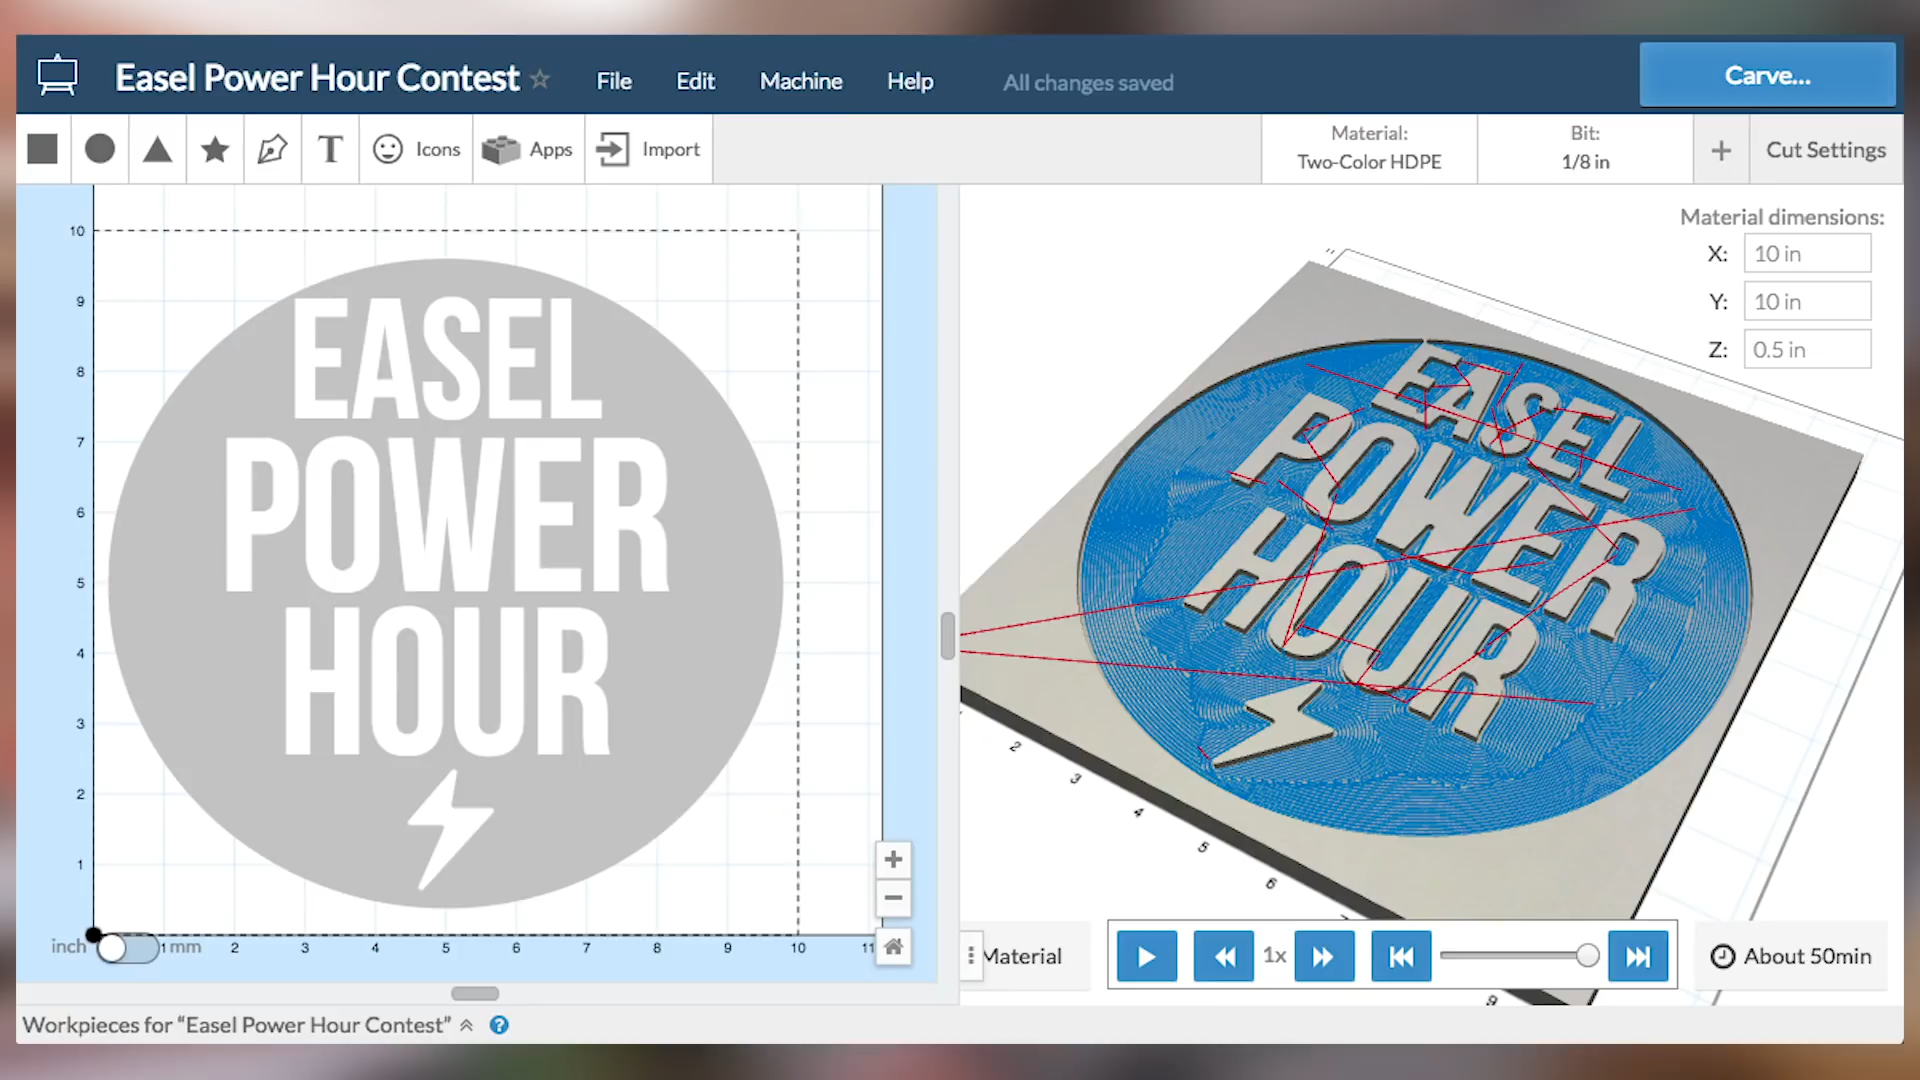 Easel Power Hour Contest
File
Edit
Machine
Help
All changes saved
Carve...
T
Icons
Apps
Import
Material:
Two-Color HDPE
Bit:
1/8 in
+
Cut Settings
Material dimensions:
X: 10 in
Y: 10 in
Z: 0.5 in
10
9
8
7
6
5
4
3
2
1
EASEL
POWER
HOUR
inch
mm
1
2
3
4
5
6
7
8
9
10
11
EASEL
POWER
HOUR
2
3
4
5
6
9
Material
1x
About 50min
Workpieces for “Easel Power Hour Contest”
?